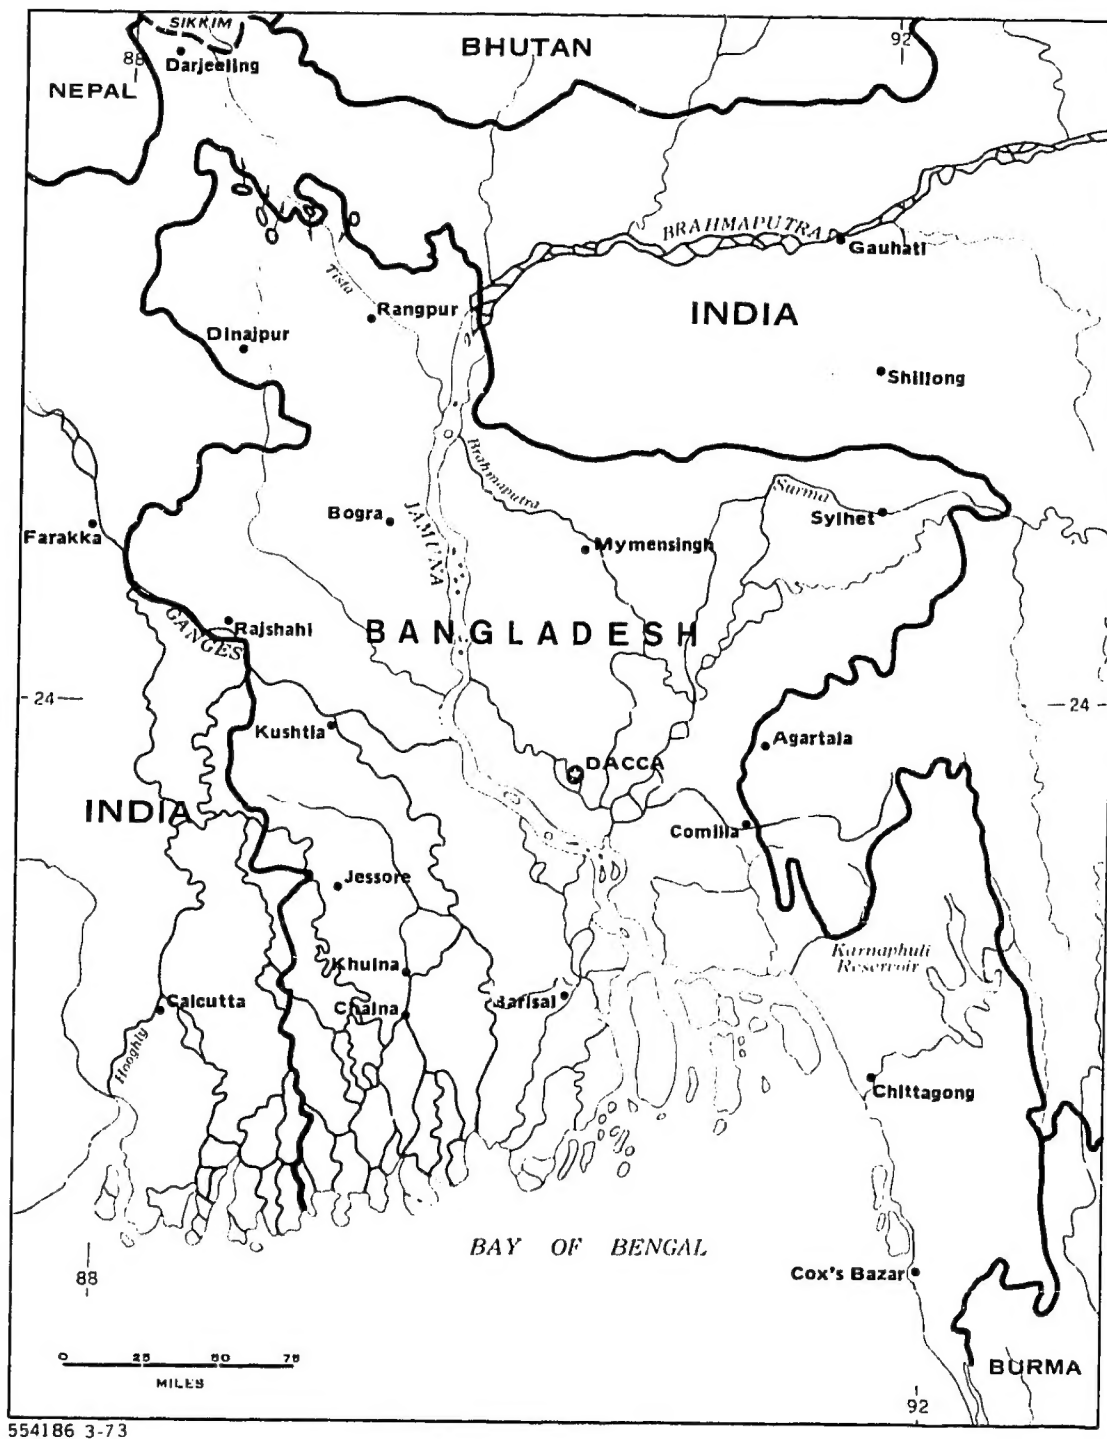 SIKKIM
88
Darjeeling
NEPAL
BHUTAN
92
BRAHMAPUTRA
Gauhati
Tista
Rangpur
INDIA
Dinajpur
Shillong
Brahmaputra
Surma
Bogra
JAMUNA
Sylhet
Farakka
Mymensingh
GANGES
Rajshahi
BANGLADESH
24
24
Kushtia
Agartala
DACCA
INDIA
Comilla
Jessore
Karnaphuli
Reservoir
Khulna
Calcutta
Chalna
Barisal
Hooghly
Chittagong
BAY OF BENGAL
88
Cox's Bazar
0 25 50 75
MILES
BURMA
92
554186 3-73